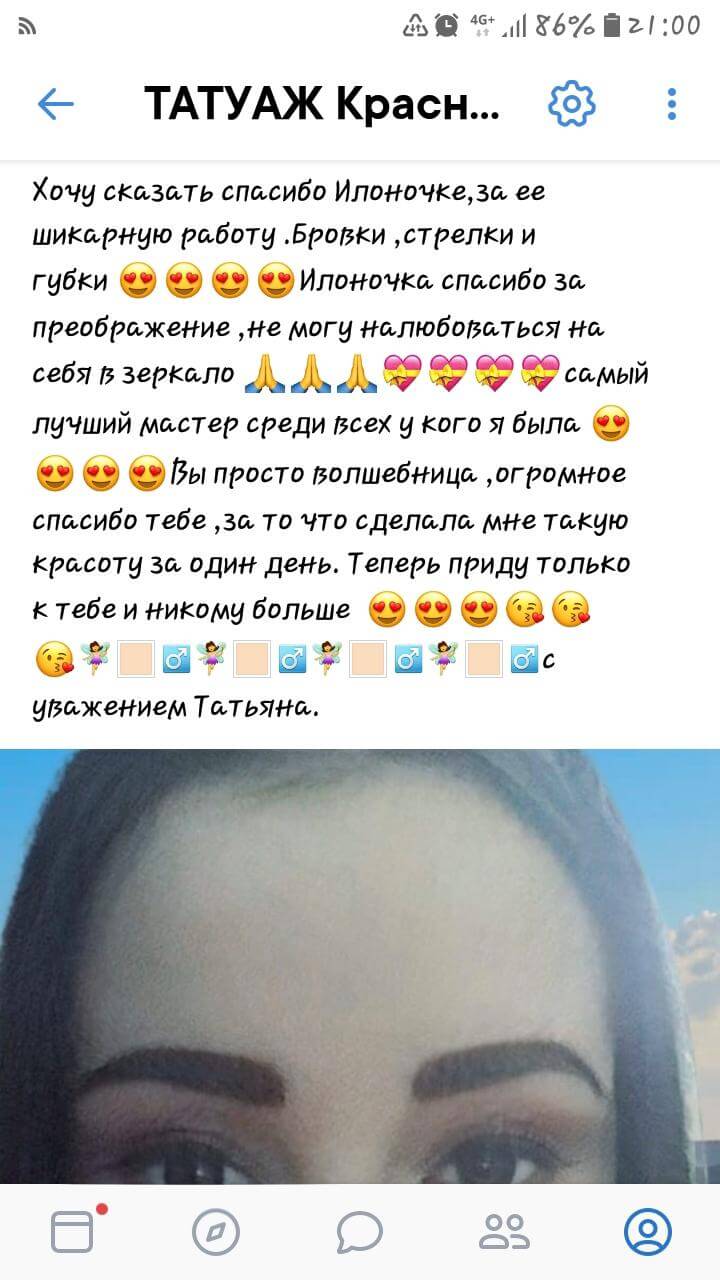 4G+ 86% 21:00
ТАТУАЖ Красн...
Хочу сказать спасибо Илоночке,за ее
шикарную работу .Бровки ,стрелки и
губки 😍😍😍😍Илоночка спасибо за
преображение ,не могу налюбоваться на
себя в зеркало 🙏🙏🙏💝💝💝💝самый
лучший мастер среди всех у кого я была 😍
😍😍😍Вы просто волшебница ,огромное
спасибо тебе ,за то что сделала мне такую
красоту за один день. Теперь приду только
к тебе и никому больше 😍😍😍😘😘
😘🧚🏼♂🧚🏼♂🧚🏼♂🧚🏼♂с
уважением Татьяна.